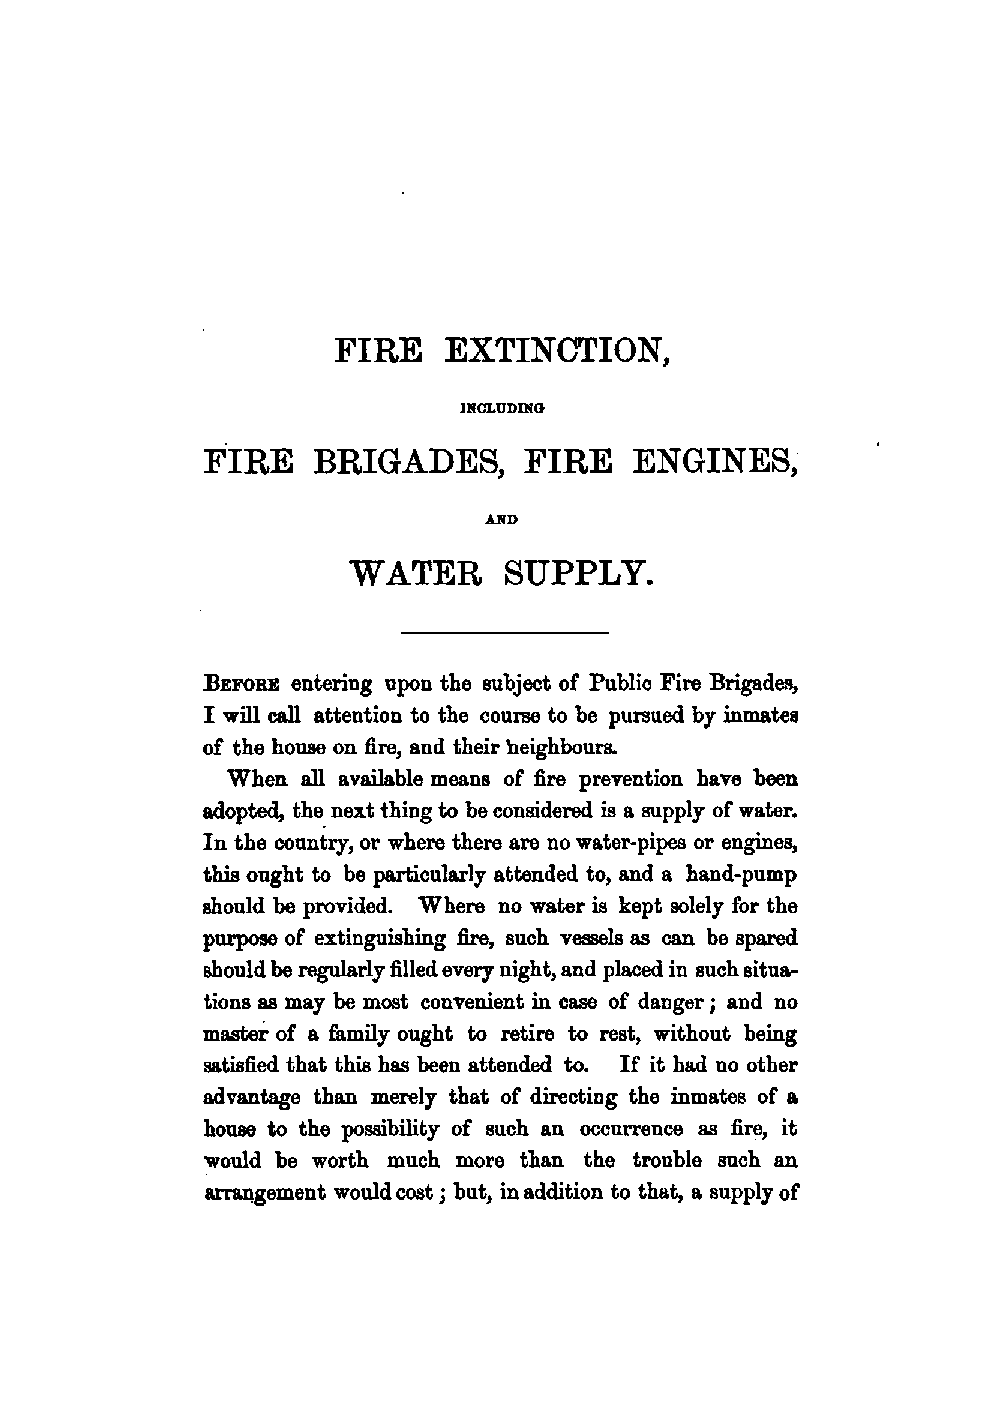 FIRE EXTINCTION,
INCLUDING
FIRE BRIGADES, FIRE ENGINES,
AND
WATER SUPPLY.
BEFORE entering upon the subject of Public Fire Brigades,
I will call attention to the course to be pursued by inmates
of the house on fire, and their neighbours.
When all available means of fire prevention have been
adopted, the next thing to be considered is a supply of water.
In the country, or where there are no water-pipes or engines,
this ought to be particularly attended to, and a hand-pump
should be provided. Where no water is kept solely for the
purpose of extinguishing fire, such vessels as can be spared
should be regularly filled every night, and placed in such situa-
tions as may be most convenient in case of danger; and no
master of a family ought to retire to rest, without being
satisfied that this has been attended to. If it had no other
advantage than merely that of directing the inmates of a
house to the possibility of such an occurrence as fire, it
would be worth much more than the trouble such an
arrangement would cost; but, in addition to that, a supply of